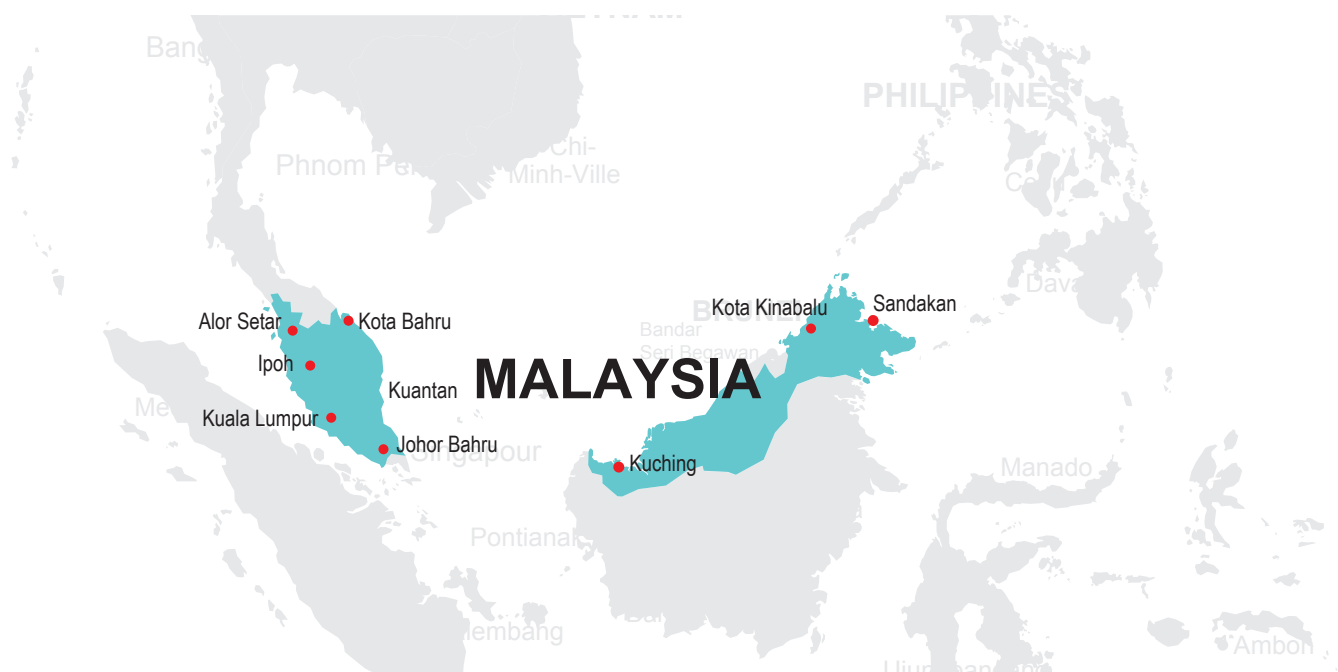 PHILIPPINES
Phnom
Chi-
Minh-Ville
Alor Setar
Kota Bahru
BRUNEI
Kota Kinabalu
Sandakan
Bandar
Seri Begawan
Ipoh
MALAYSIA
Kuantan
Kuala Lumpur
Johor Bahru
Singapour
Kuching
Manado
Pontianak
Ambon